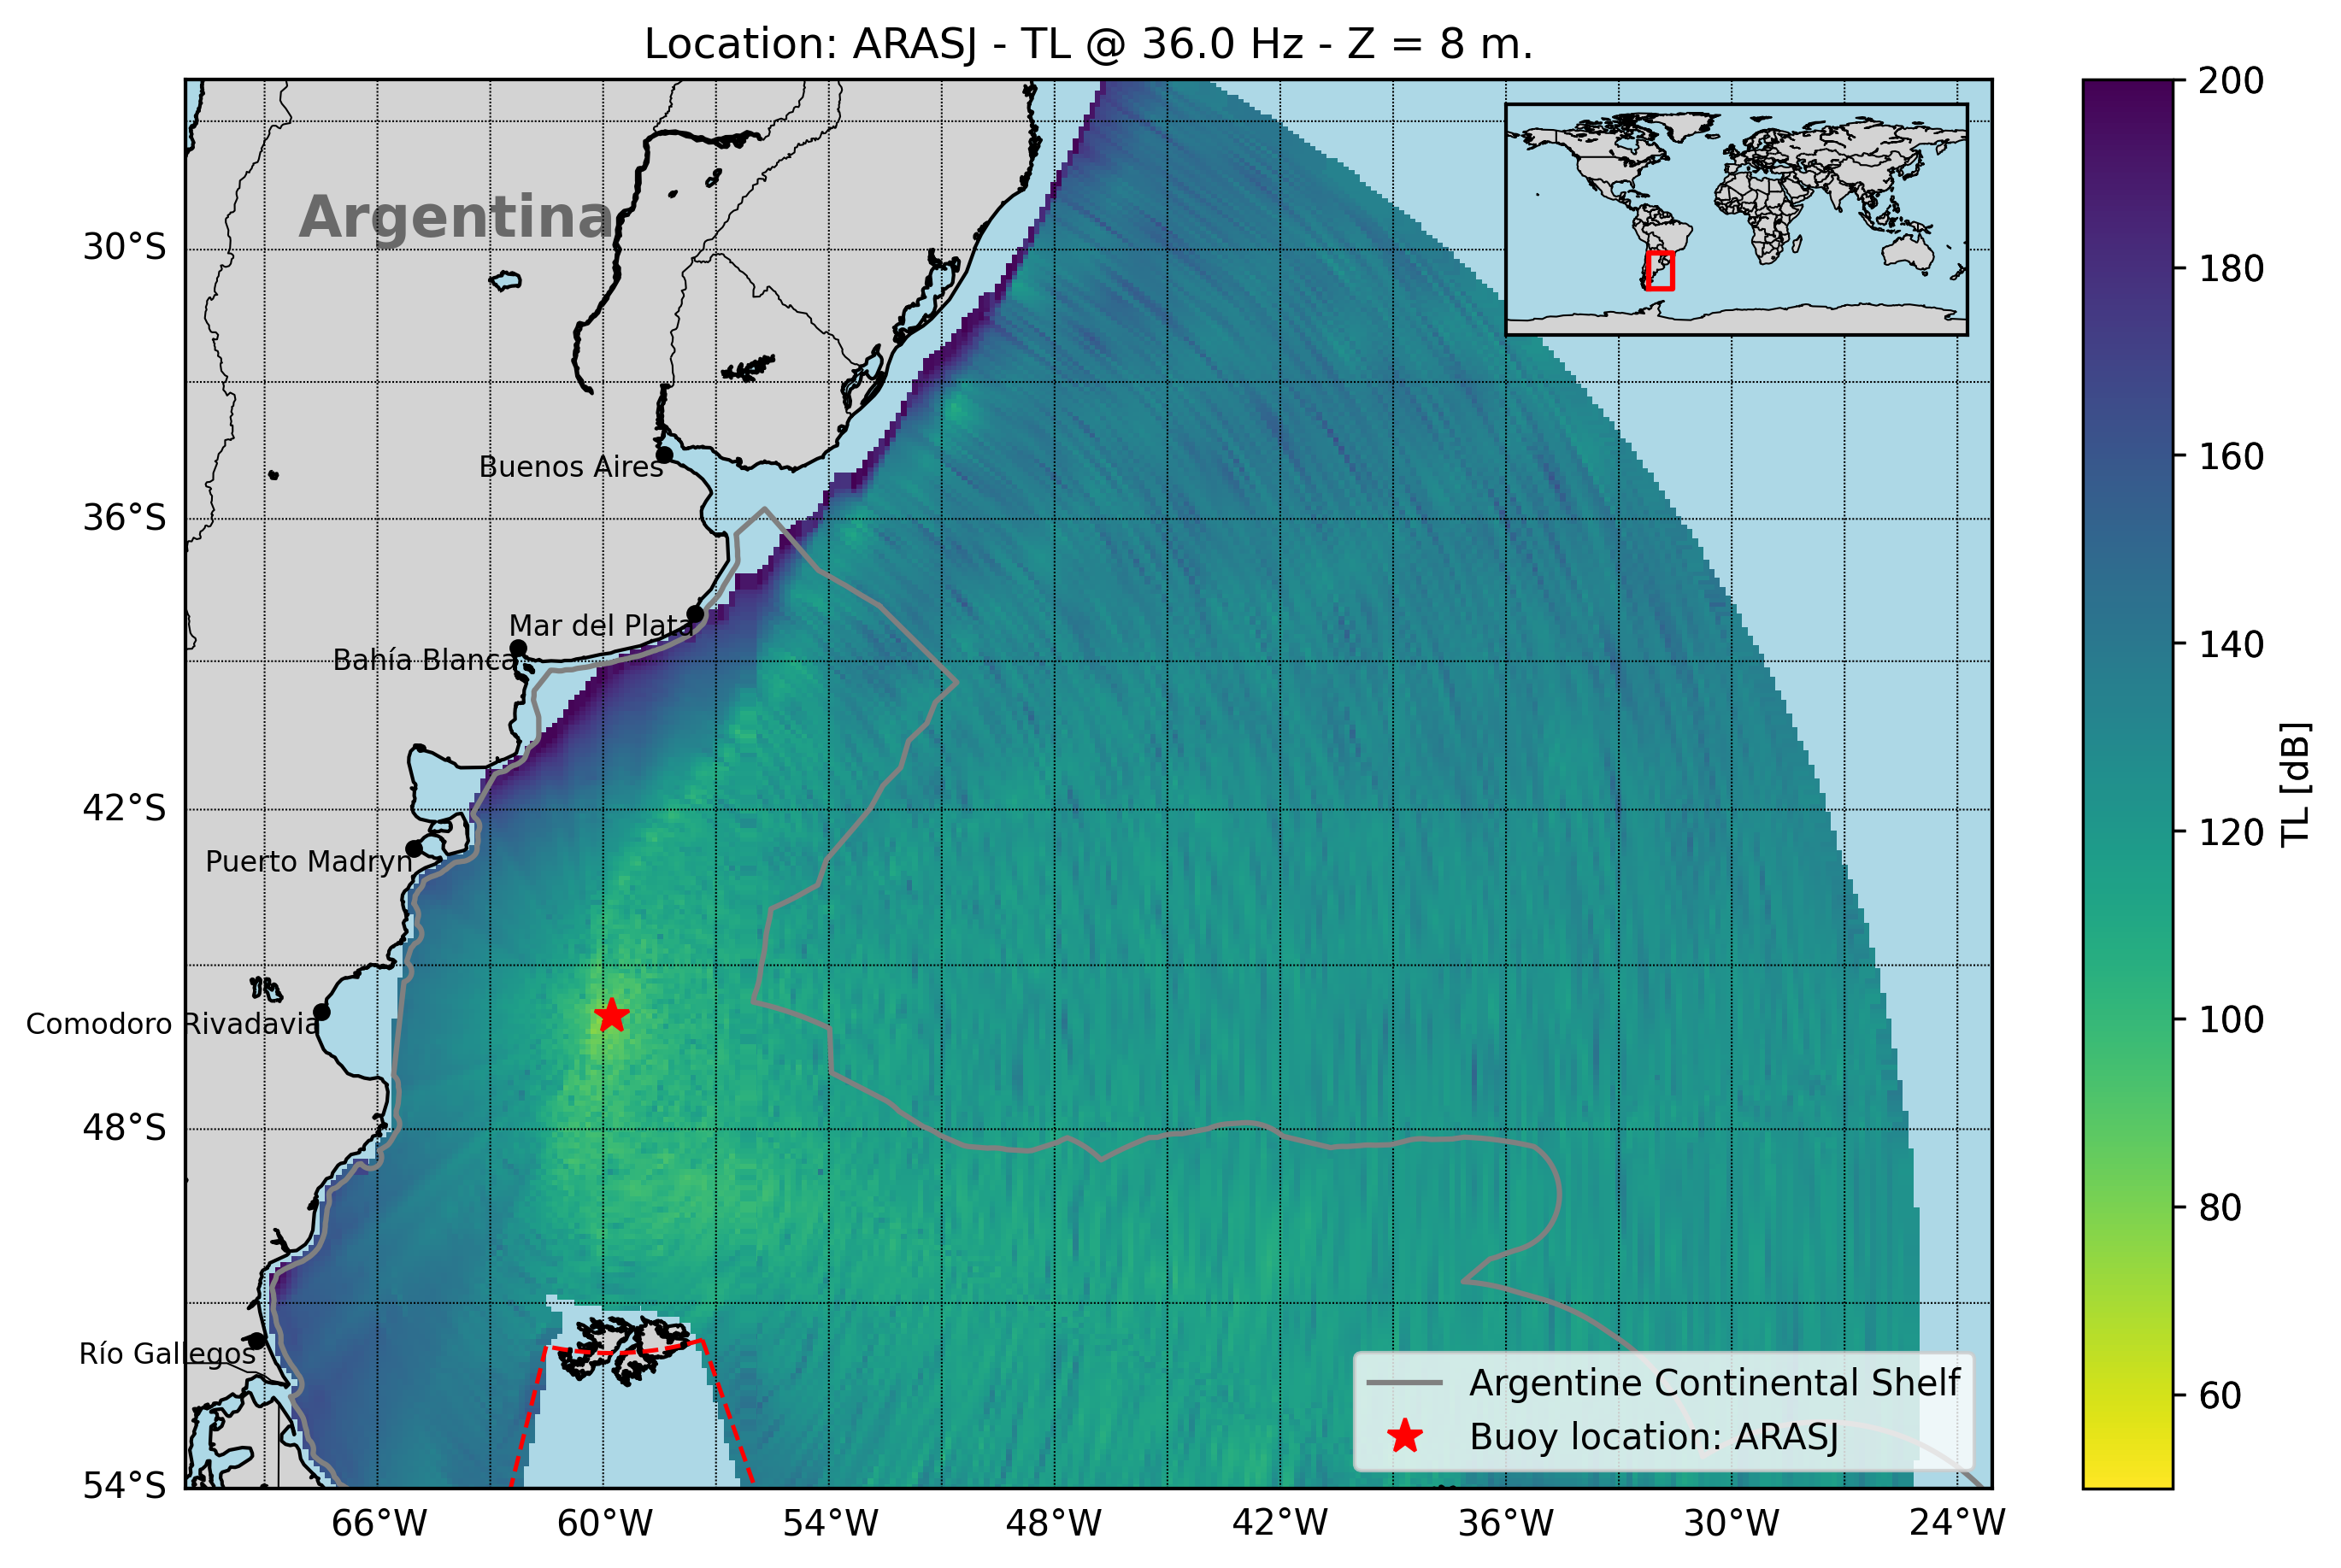 Location: ARASJ - TL @ 36.0 Hz - Z = 8 m.
Argentina
Buenos Aires
Mar del Plata
Bahía Blanca
Puerto Madryn
Comodoro Rivadavia
Río Gallegos
30°S
36°S
42°S
48°S
54°S
66°W
60°W
54°W
48°W
42°W
36°W
30°W
24°W
Argentine Continental Shelf
Buoy location: ARASJ
200
180
160
140
120
100
80
60
TL [dB]